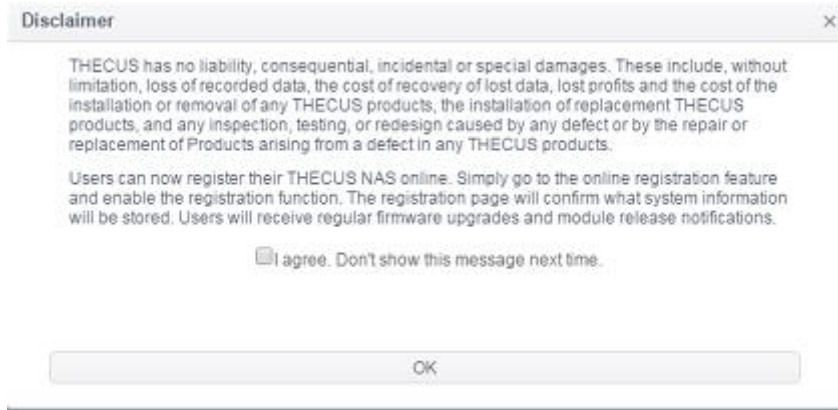 Disclaimer
THECUS has no liability, consequential, incidental or special damages. These include, without
limitation, loss of recorded data, the cost of recovery of lost data, lost profits and the cost of the
installation or removal of any THECUS products, the installation of replacement THECUS
products, and any inspection, testing, or redesign caused by any defect or by the repair or
replacement of Products arising from a defect in any THECUS products.
Users can now register their THECUS NAS online. Simply go to the online registration feature
and enable the registration function. The registration page will confirm what system information
will be stored. Users will receive regular firmware upgrades and module release notifications.
I agree. Don't show this message next time.
OK